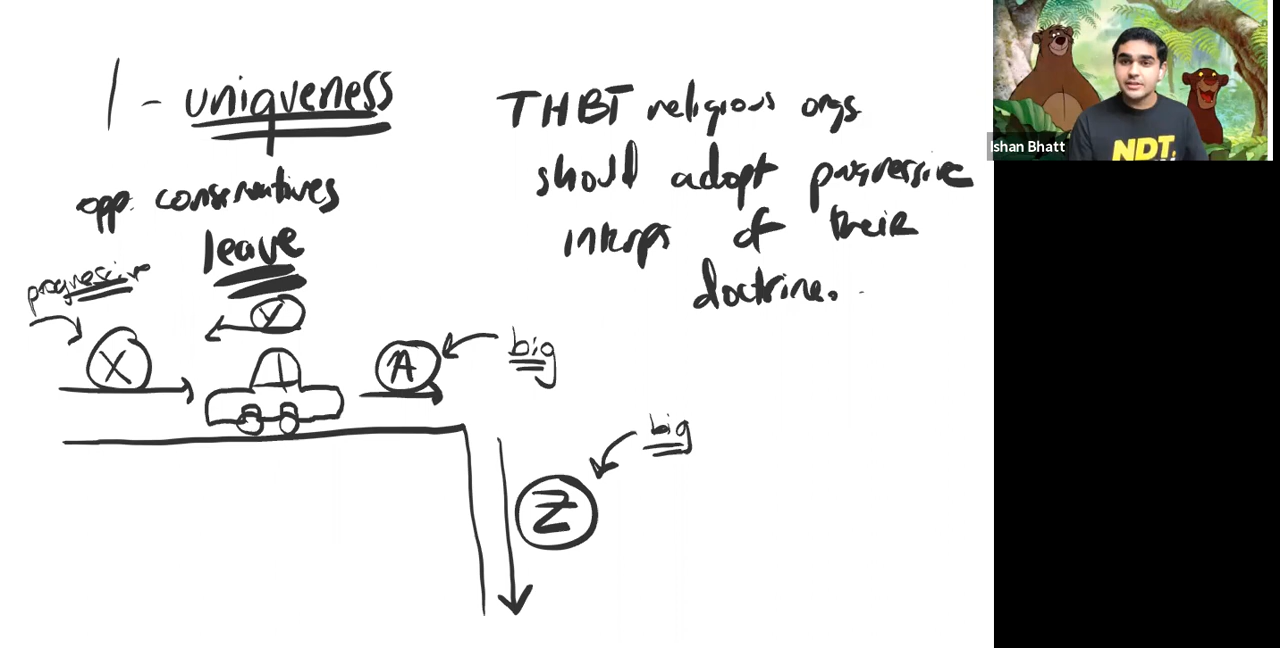 1 - uniqueness
opp: conservatives
leave
progressive
Y
X
A
big
big
Z
THBT religious orgs
should adopt progressive
interps of their
doctrine.
Ishan Bhatt
NDT.